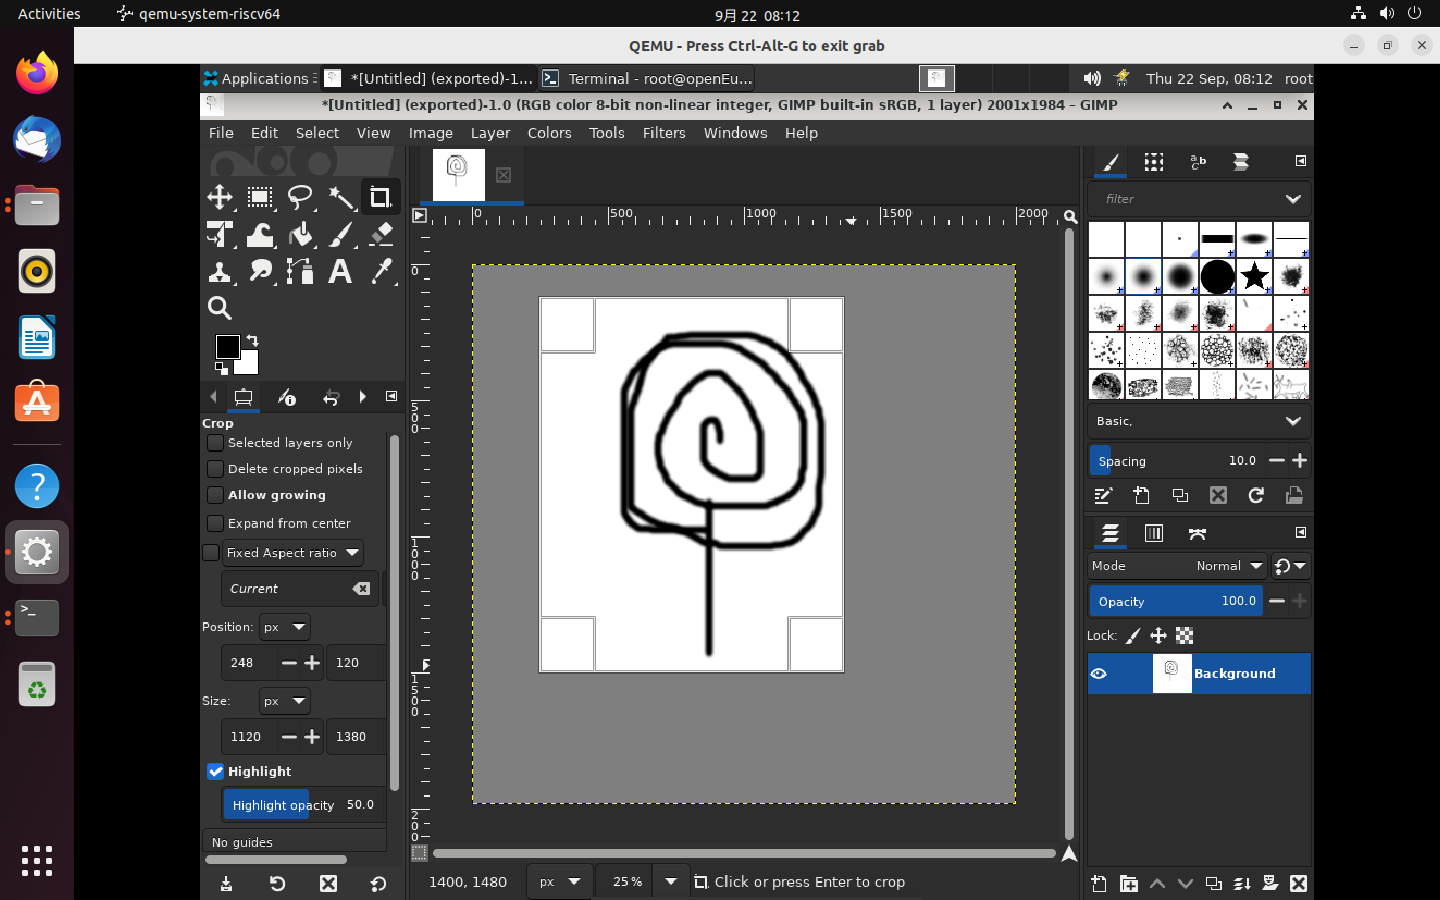 Activities qemu-system-riscv64 9月 22 08:12
QEMU - Press Ctrl-Alt-G to exit grab
Applications *[Untitled] (exported)-1... Terminal - root@openEu... Thu 22 Sep, 08:12 root
*[Untitled] (exported)-1.0 (RGB color 8-bit non-linear integer, GIMP built-in sRGB, 1 layer) 2001x1984 – GIMP
File Edit Select View Image Layer Colors Tools Filters Windows Help
filter
0 500 1000 1500 2000
0
500
1000
1500
200
Crop
Selected layers only
Delete cropped pixels
Allow growing
Expand from center
Fixed Aspect ratio
Current
Position: px
248 120
Size: px
1120 1380
Highlight
Highlight opacity 50.0
No guides
1400, 1480 px 25% Click or press Enter to crop
Basic,
Spacing 10.0
Mode Normal
Opacity 100.0
Lock:
Background